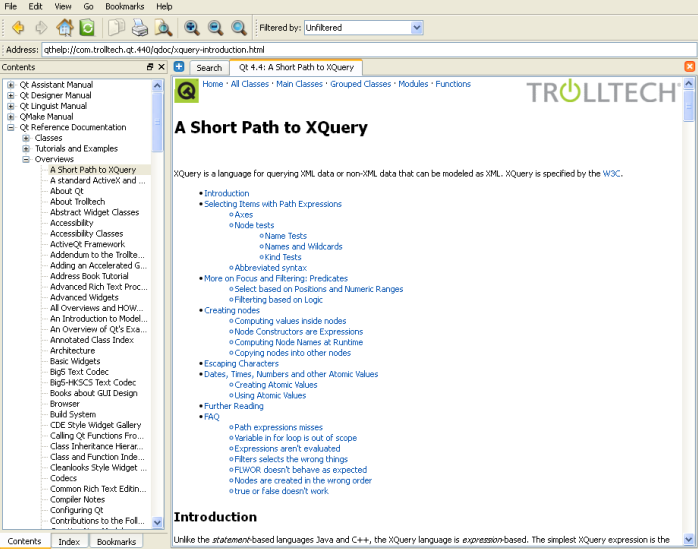 File Edit View Go Bookmarks Help
Filtered by: Unfiltered
Address: qthelp://com.trolltech.qt.440/qdoc/xquery-introduction.html
Contents
Qt Assistant Manual
Qt Designer Manual
Qt Linguist Manual
QMake Manual
Qt Reference Documentation
Classes
Tutorials and Examples
Overviews
A Short Path to XQuery
A standard ActiveX and ...
About Qt
About Trolltech
Abstract Widget Classes
Accessibility
Accessibility Classes
ActiveQt Framework
Addendum to the Trollte...
Adding an Accelerated G...
Address Book Tutorial
Advanced Rich Text Proc...
Advanced Widgets
All Overviews and HOW...
An Introduction to Model...
An Overview of Qt's Exa...
Annotated Class Index
Architecture
Basic Widgets
Big5 Text Codec
Big5-HKSCS Text Codec
Books about GUI Design
Browser
Build System
CDE Style Widget Gallery
Calling Qt Functions Fro...
Class Inheritance Hierar...
Class and Function Inde...
Cleanlooks Style Widget ...
Codecs
Common Rich Text Editin...
Compiler Notes
Configuring Qt
Contributions to the Foll...
Contents Index Bookmarks
Search Qt 4.4: A Short Path to XQuery
Home · All Classes · Main Classes · Grouped Classes · Modules · Functions
TROLLTECH
A Short Path to XQuery
XQuery is a language for querying XML data or non-XML data that can be modeled as XML. XQuery is specified by the W3C.
Introduction
Selecting Items with Path Expressions
Axes
Node tests
Name Tests
Names and Wildcards
Kind Tests
Abbreviated syntax
More on Focus and Filtering: Predicates
Select based on Positions and Numeric Ranges
Filterting based on Logic
Creating nodes
Computing values inside nodes
Node Constructors are Expressions
Computing Node Names at Runtime
Copying nodes into other nodes
Escaping Characters
Dates, Times, Numbers and other Atomic Values
Creating Atomic Values
Using Atomic Values
Further Reading
FAQ
Path expressions misses
Variable in for loop is out of scope
Expressions aren't evaluated
Filters selects the wrong things
FLWOR doesn't behave as expected
Nodes are created in the wrong order
true or false doesn't work
Introduction
Unlike the statement-based languages Java and C++, the XQuery language is expression-based. The simplest XQuery expression is the